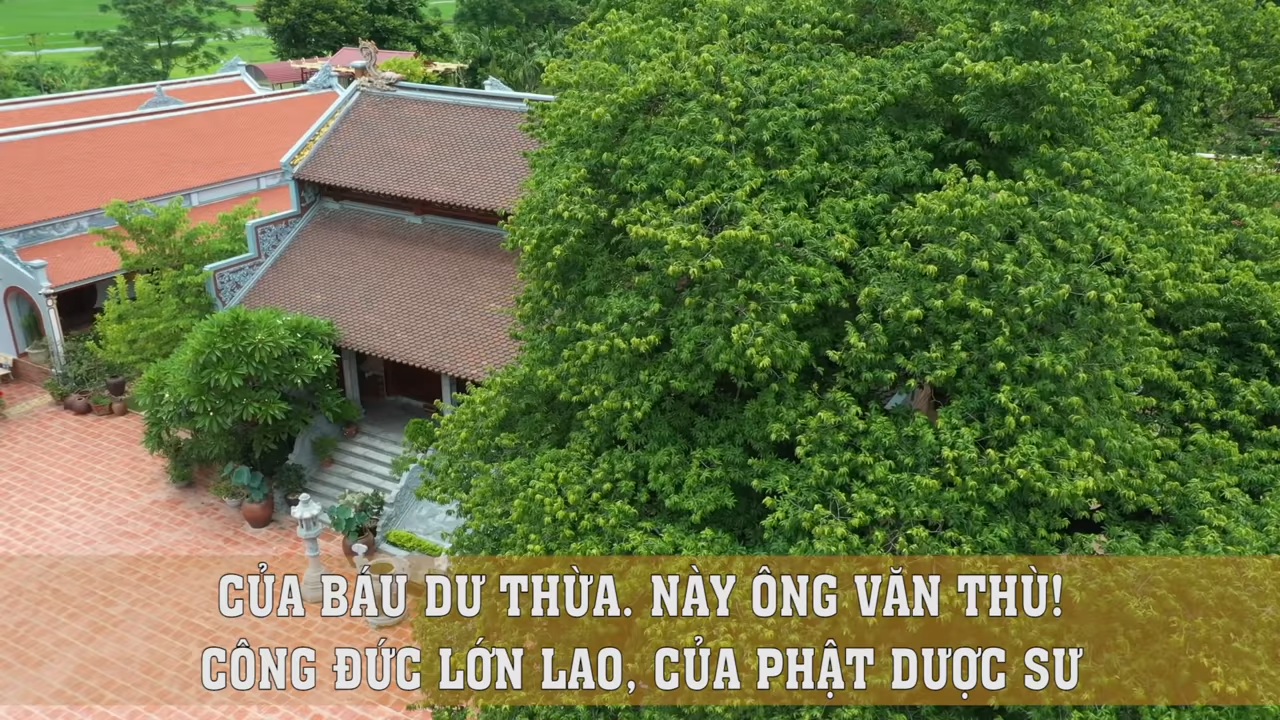 CỦA BÁU DƯ THỪA. NÀY ÔNG VĂN THÙ!
CÔNG ĐỨC LỚN LAO, CỦA PHẬT DƯỢC SƯ